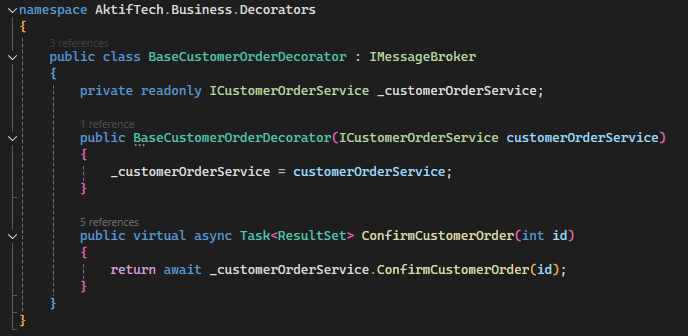 namespace AktifTech.Business.Decorators
{
3 references
public class BaseCustomerOrderDecorator : IMessageBroker
{
private readonly ICustomerOrderService _customerOrderService;
1 reference
public BaseCustomerOrderDecorator(ICustomerOrderService customerOrderService)
{
_customerOrderService = customerOrderService;
}
5 references
public virtual async Task<ResultSet> ConfirmCustomerOrder(int id)
{
return await _customerOrderService.ConfirmCustomerOrder(id);
}
}
}